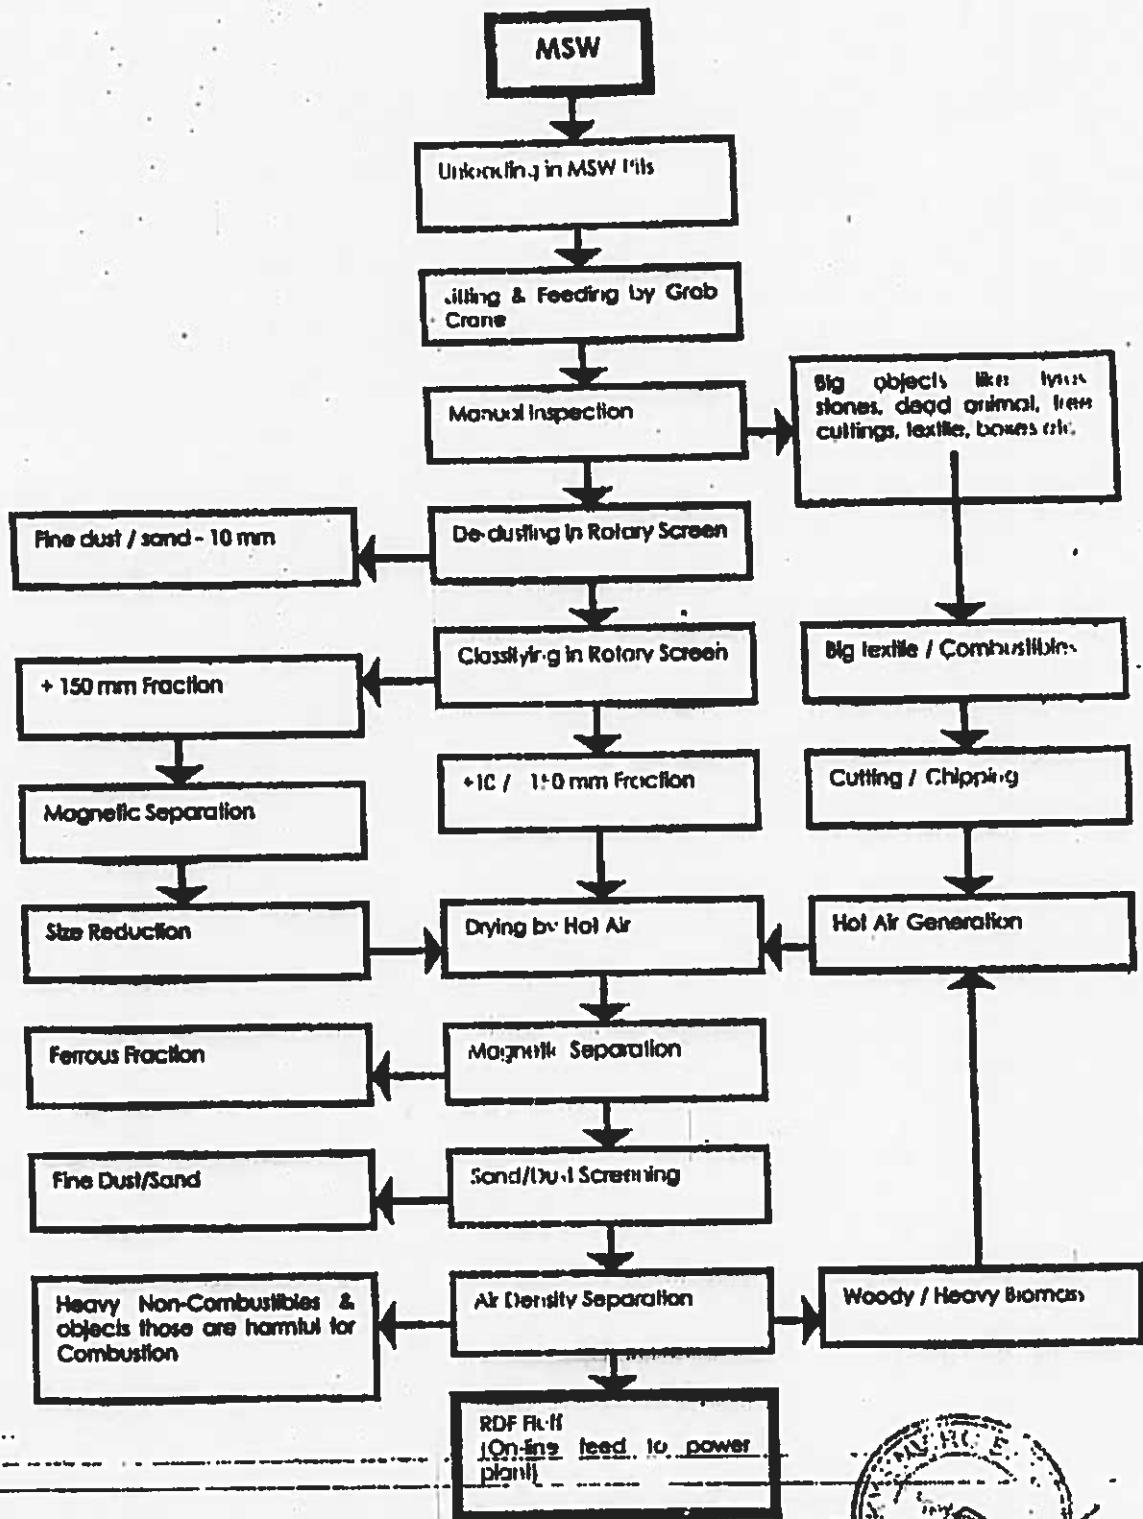 MSW
Unloading in MSW Pits
& Feeding by Grab
Crane
Manual Inspection
Big objects like tyres
stones, dead animal, tree
cuttings, textile, boxes etc.
Fine dust / sand - 10 mm
De-dusting in Rotary Screen
+ 150 mm Fraction
Classifying in Rotary Screen
Big textile / Combustibles
Magnetic Separation
+10 / mm Fraction
Cutting / Chipping
Size Reduction
Drying by Hot Air
Hot Air Generation
Ferrous Fraction
Magnetic Separation
Fine Dust/Sand
Sand/Dust Screening
Heavy Non-Combustibles &
objects those are harmful for
Combustion
Air Density Separation
Woody / Heavy Biomass
RDF Fluff
(On-line feed to power
plant)